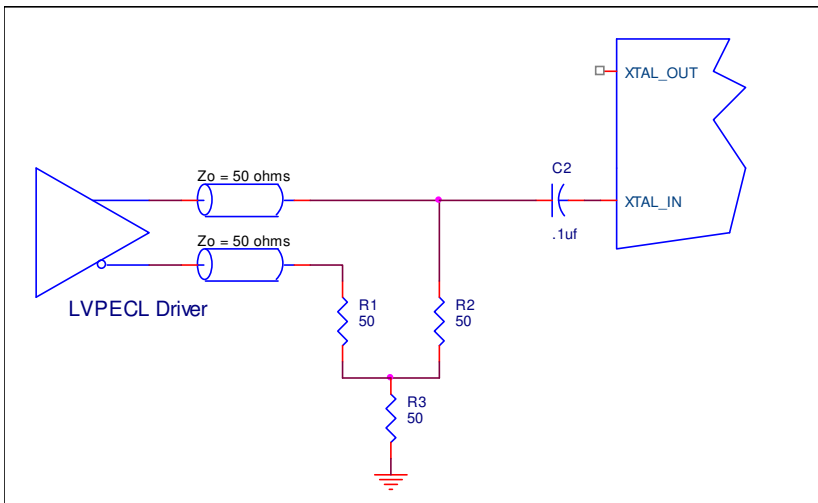 XTAL_OUT
Zo = 50 ohms
C2
XTAL_IN
.1uf
Zo = 50 ohms
LVPECL Driver
R1
50
R2
50
R3
50